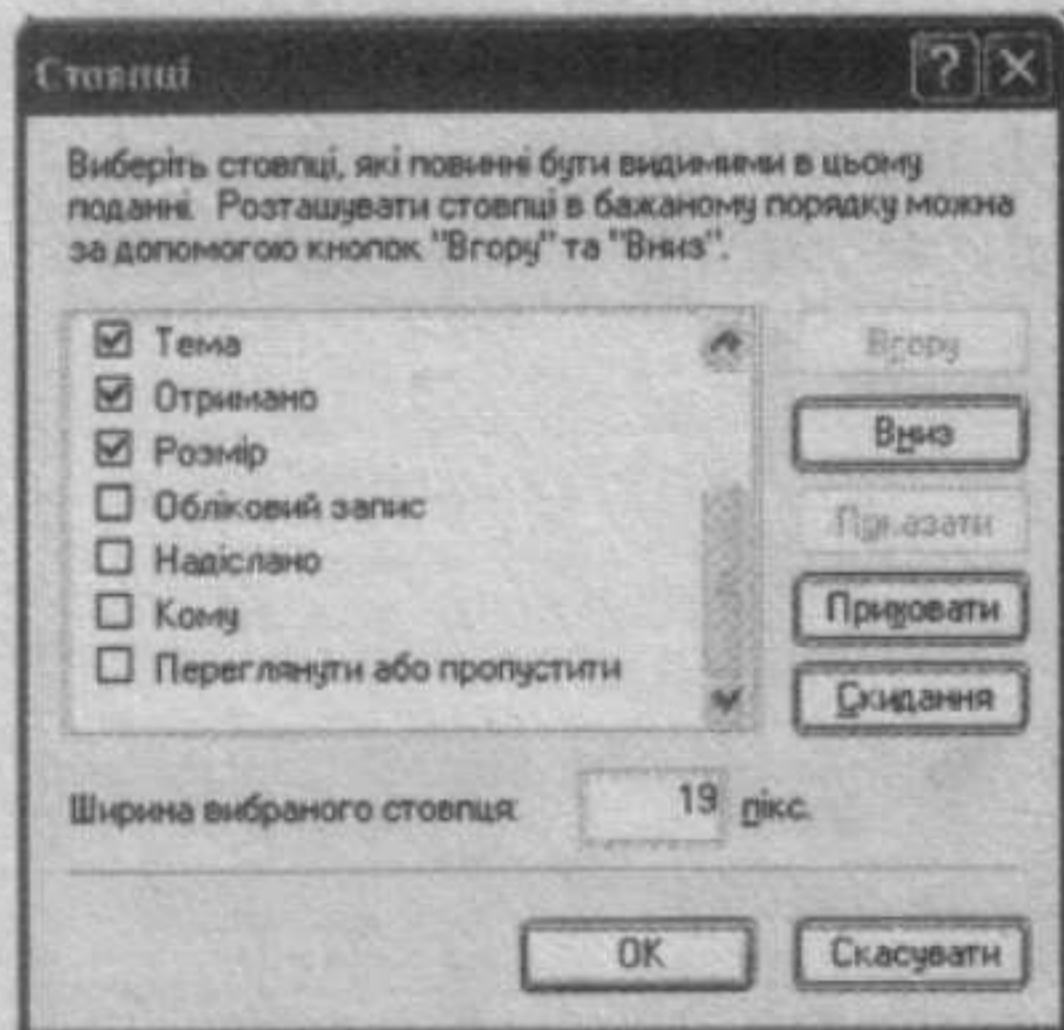 Стовпці
Виберіть стовпці, які повинні бути видимими в цьому
поданні. Розташувати стовпці в бажаному порядку можна
за допомогою кнопок "Вгору" та "Вниз".
Тема
Отримано
Розмір
Обліковий запис
Надіслано
Кому
Переглянути або пропустити
Вгору
Вниз
Показати
Приховати
Скидання
Ширина вибраного стовпця: 19 пікс.
ОК
Скасувати